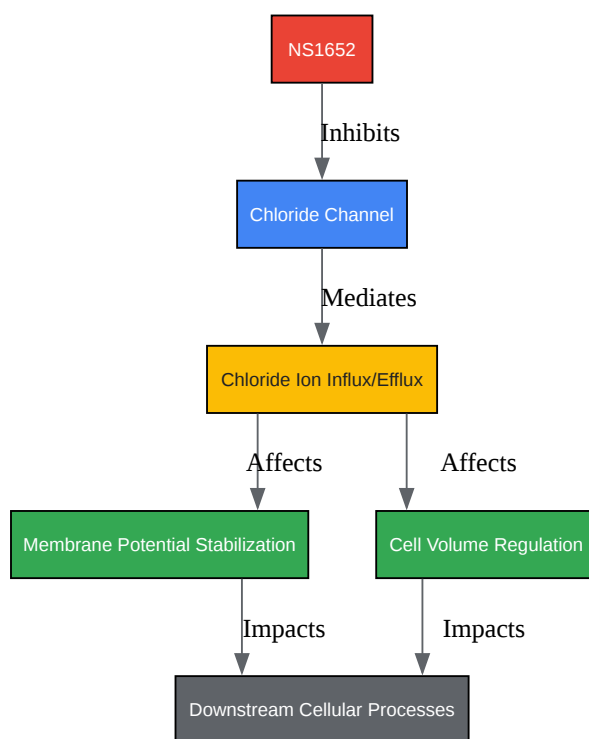 NS1652
Inhibits
Chloride Channel
Mediates
Chloride Ion Influx/Efflux
Affects
Affects
Membrane Potential Stabilization
Cell Volume Regulation
Impacts
Impacts
Downstream Cellular Processes